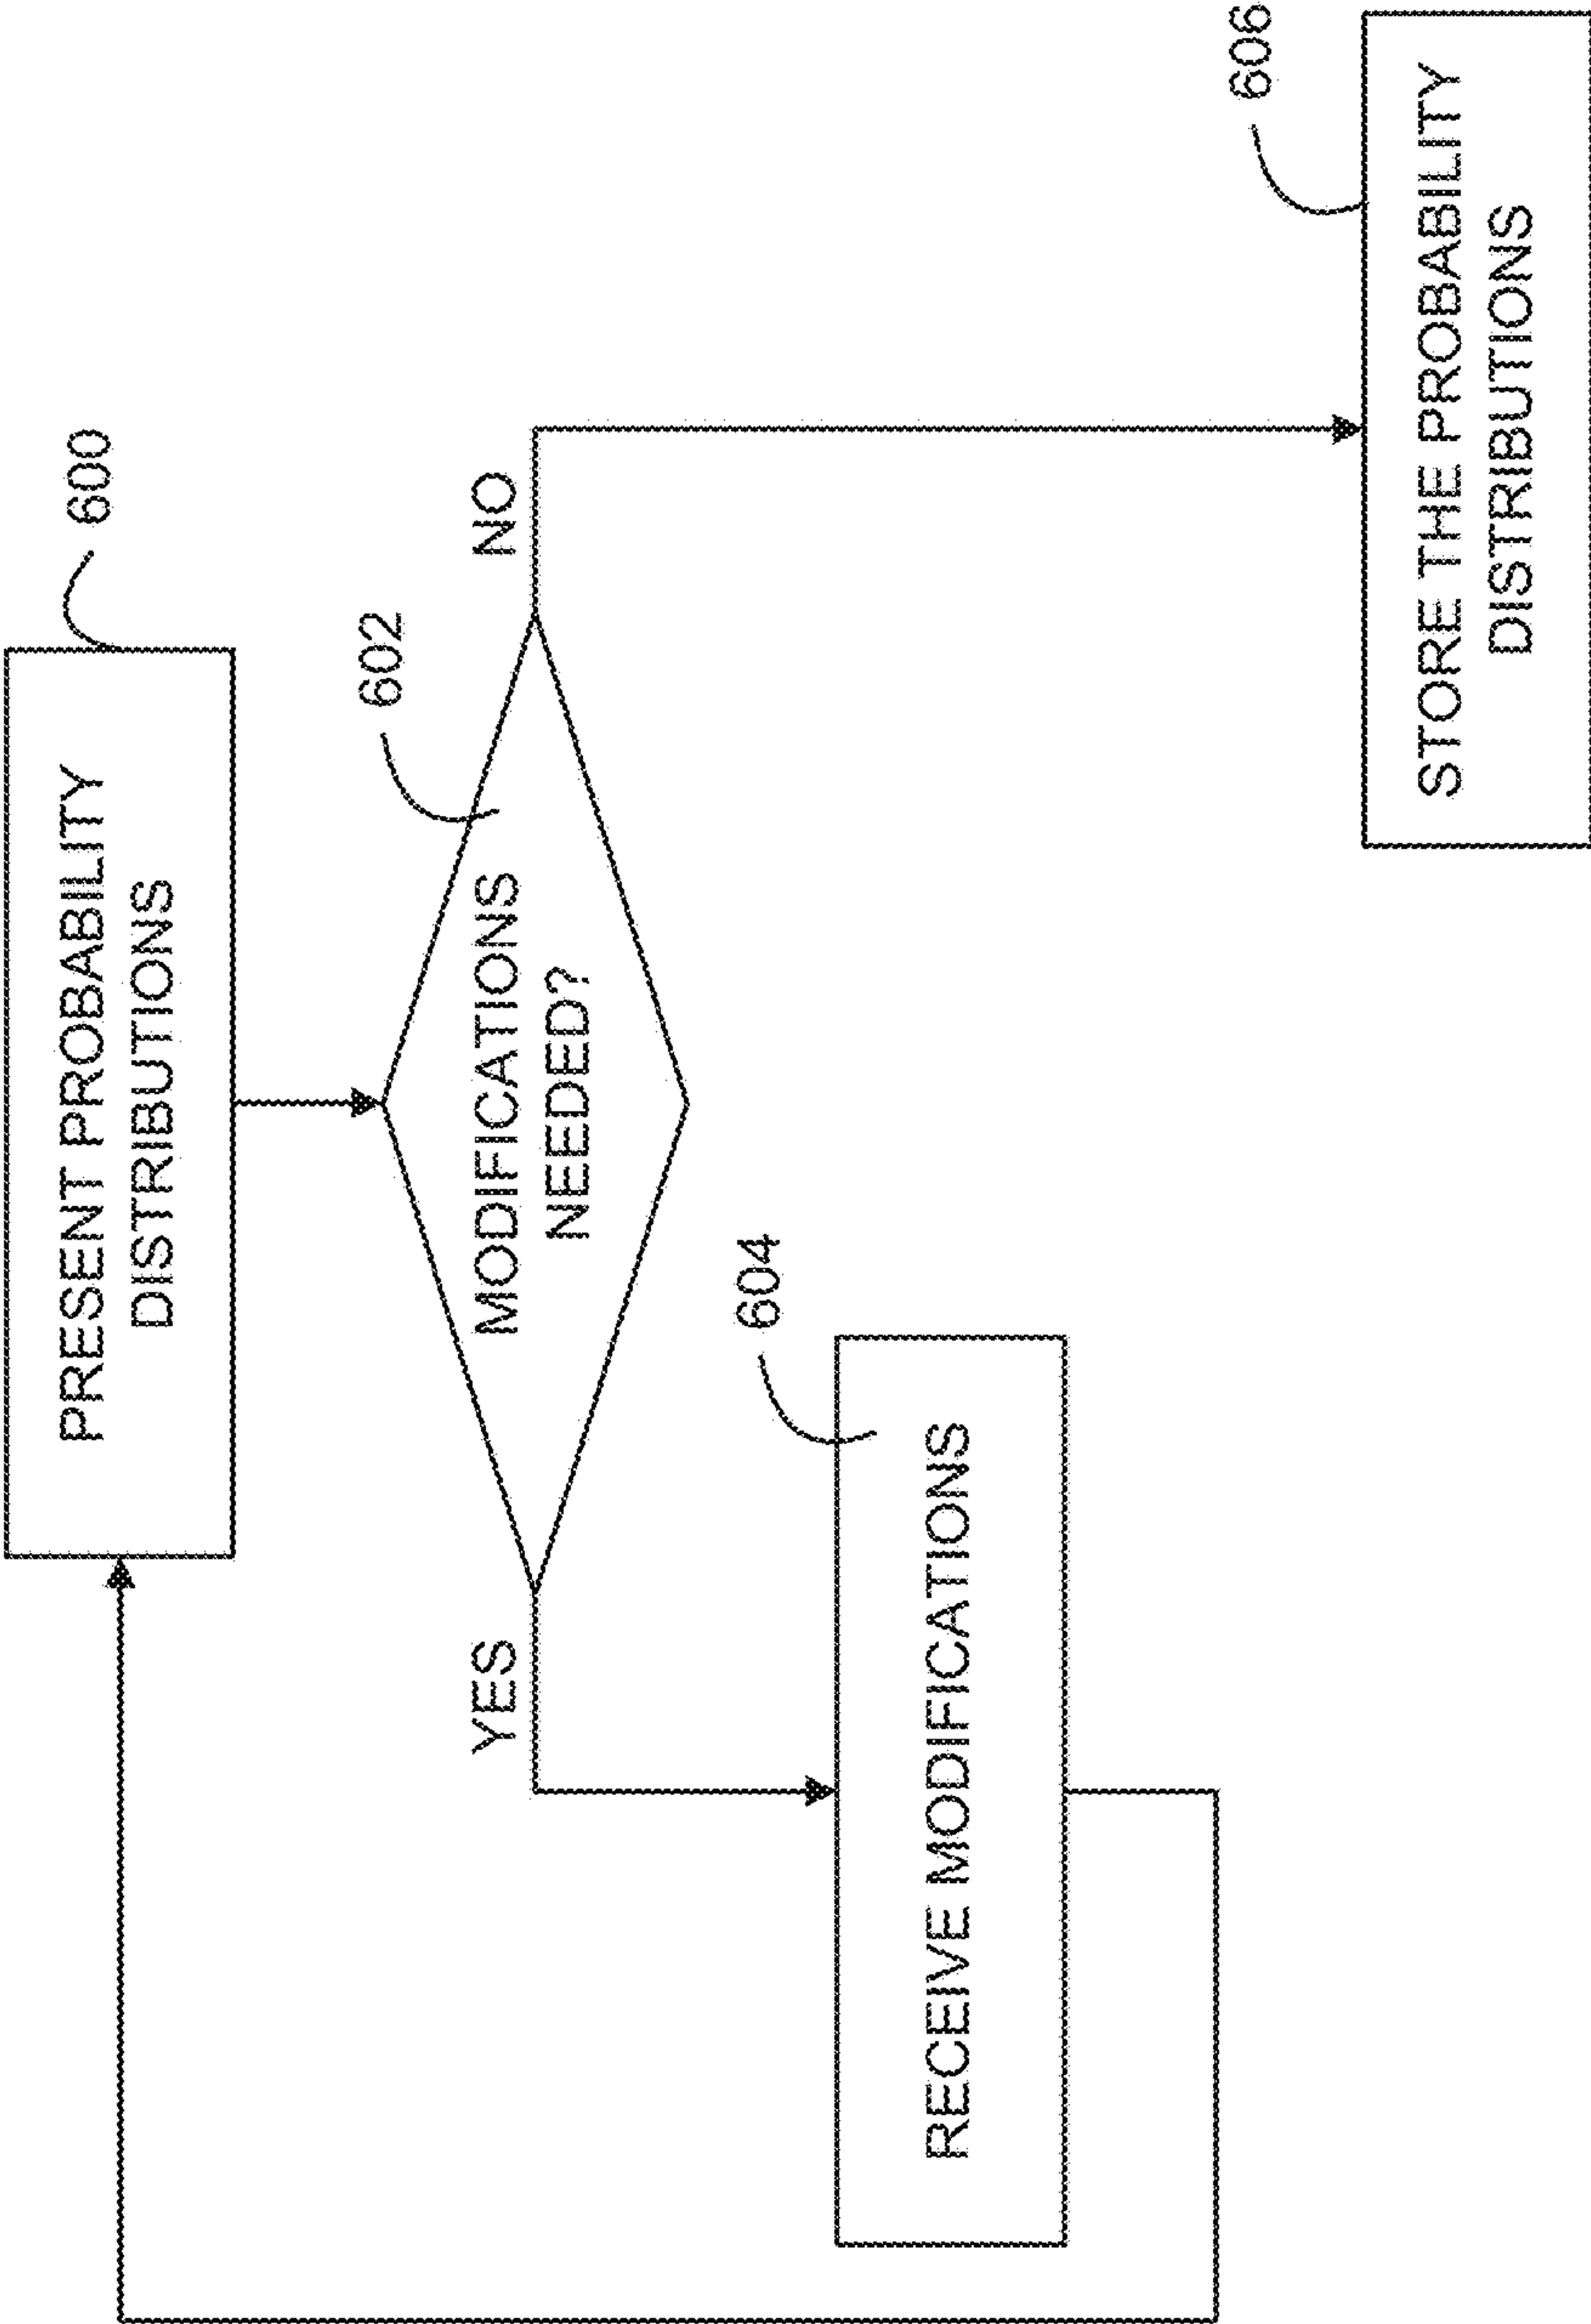 600
PRESENT PROBABILITY
DISTRIBUTIONS
602
YES
MODIFICATIONS
NEEDED?
NO
604
RECEIVE MODIFICATIONS
606
STORE THE PROBABILITY
DISTRIBUTIONS